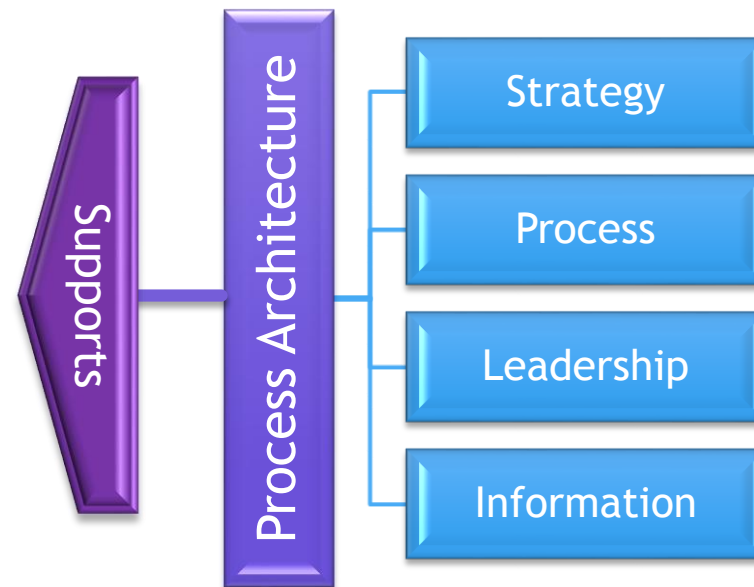 Supports
Process Architecture
Strategy
Process
Leadership
Information